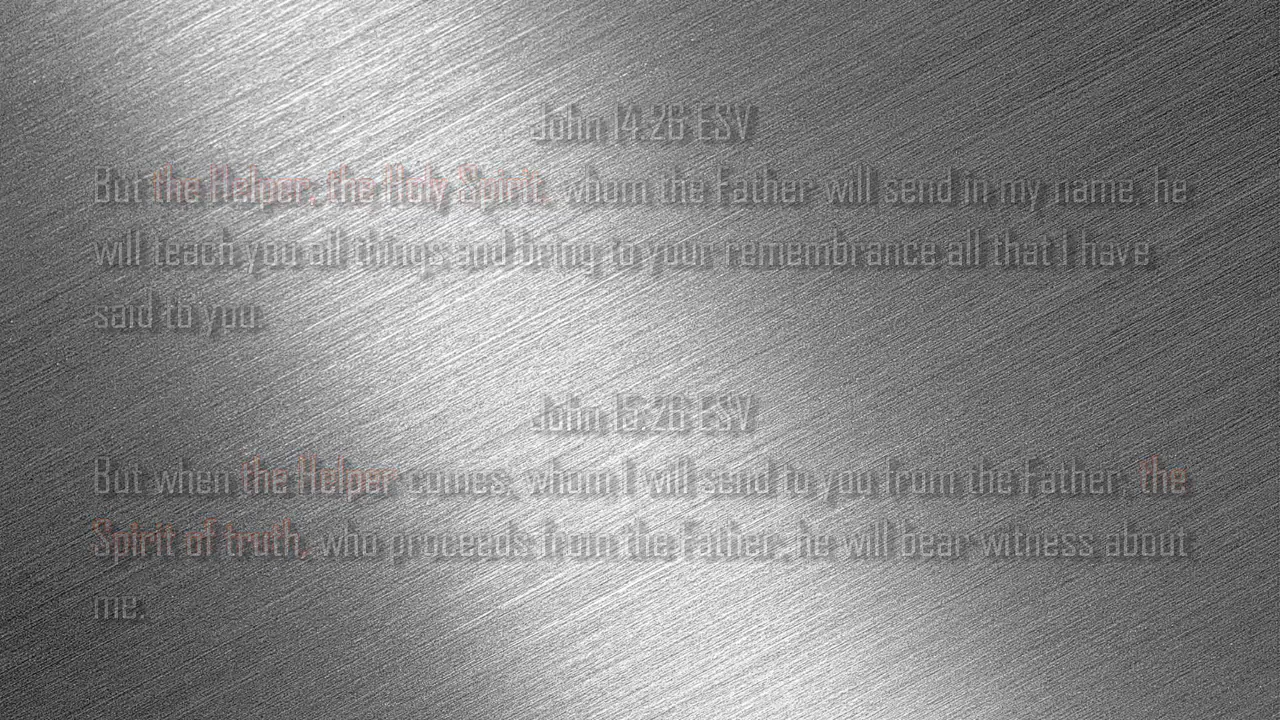 John 14:26 ESV
But the Helper, the Holy Spirit, whom the Father will send in my name, he
will teach you all things and bring to your remembrance all that I have
said to you.
John 15:26 ESV
But when the Helper comes, whom I will send to you from the Father, the
Spirit of truth, who proceeds from the Father, he will bear witness about
me.